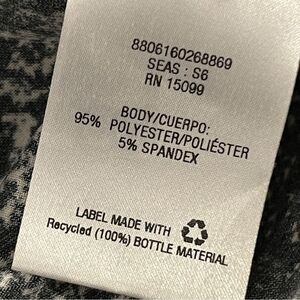 8806160268869
SEAS : S6
RN 15099
BODY/CUERPO:
95% POLYESTER/POLIÉSTER
5% SPANDEX
LABEL MADE WITH
Recycled (100%) BOTTLE MATERIAL